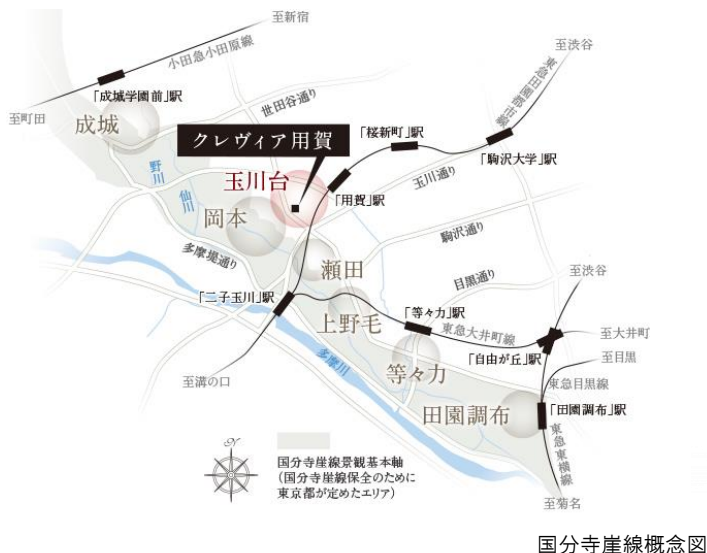 至新宿
小田急小田原線
至渋谷
「成城学園前」駅
世田谷通り
東急田園都市線
至町田
成城
クレヴィア用賀
「桜新町」駅
「駒沢大学」駅
野川
仙川
玉川台
「用賀」駅
玉川通り
岡本
駒沢通り
多摩堤通り
瀬田
目黒通り
至渋谷
「二子玉川」駅
上野毛
「等々力」駅
東急大井町線
至大井町
「自由が丘」駅
至目黒
多摩川
等々力
至溝の口
東急目黒線
田園調布
「田園調布」駅
東急東横線
N
国分寺崖線景観基本軸
(国分寺崖線保全のために
東京都が定めたエリア)
至菊名
国分寺崖線概念図